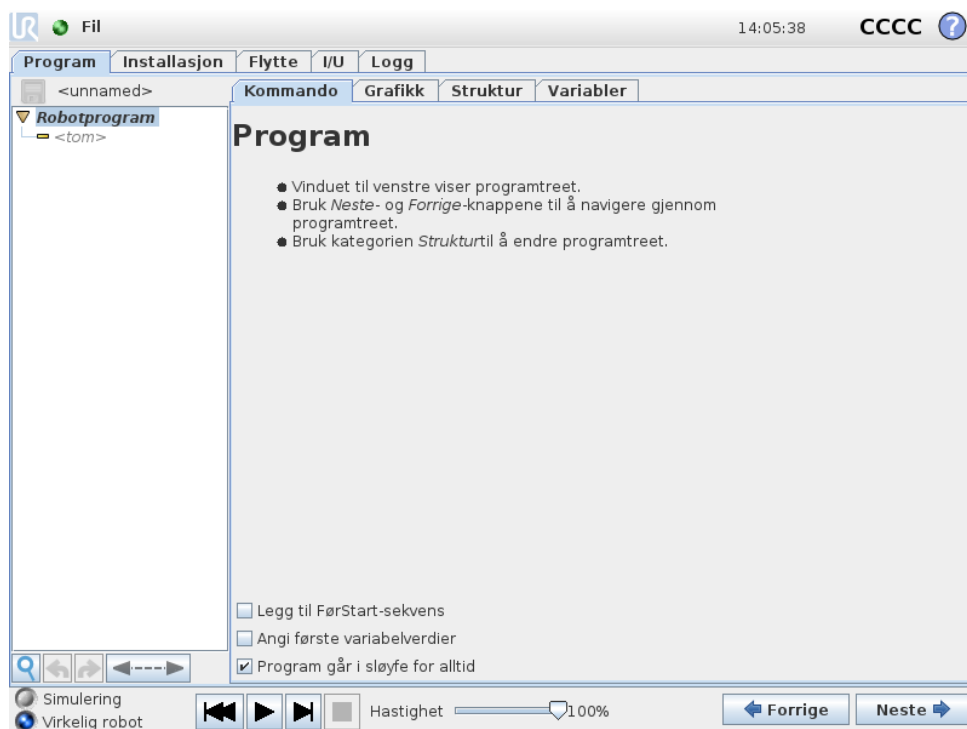 UR Fil 14:05:38 CCCC ?
Program Installasjon Flytte I/U Logg
<unnamed> Kommando Grafikk Struktur Variabler
Robotprogram
<tom>
Program
Vinduet til venstre viser programtreet.
Bruk Neste- og Forrige-knappene til å navigere gjennom
programtreet.
Bruk kategorien Strukturtil å endre programtreet.
Legg til FørStart-sekvens
Angi første variabelverdier
Program går i sløyfe for alltid
Simulering
Virkelig robot
Hastighet 100% Forrige Neste